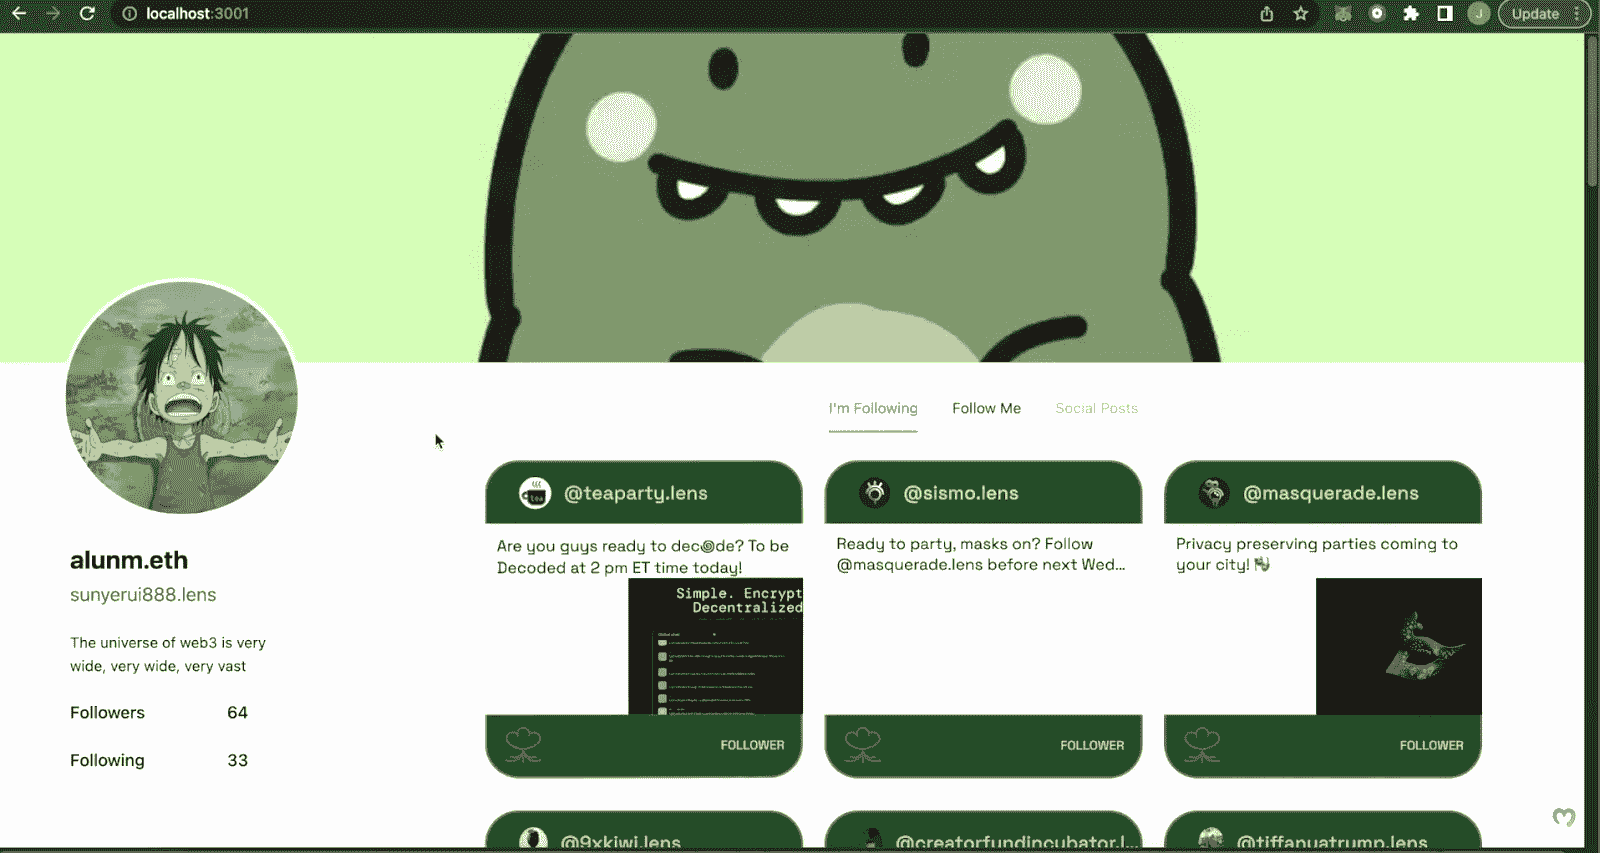 localhost:3001
J
Update
I'm Following
Follow Me
Social Posts
@teaparty.lens
@sismo.lens
@masquerade.lens
Are you guys ready to dec🌀de? To be
Decoded at 2 pm ET time today!
Ready to party, masks on? Follow
@masquerade.lens before next Wed...
Privacy preserving parties coming to
your city!
tea
Simple. Encrypt
Decentralized
alunm.eth
sunyerui888.lens
The universe of web3 is very
wide, very wide, very vast
Followers 64
Following 33
FOLLOWER
FOLLOWER
FOLLOWER
@9xkiwi.lens
@creatorfundincubator.l...
@tiffanyatrump.lens